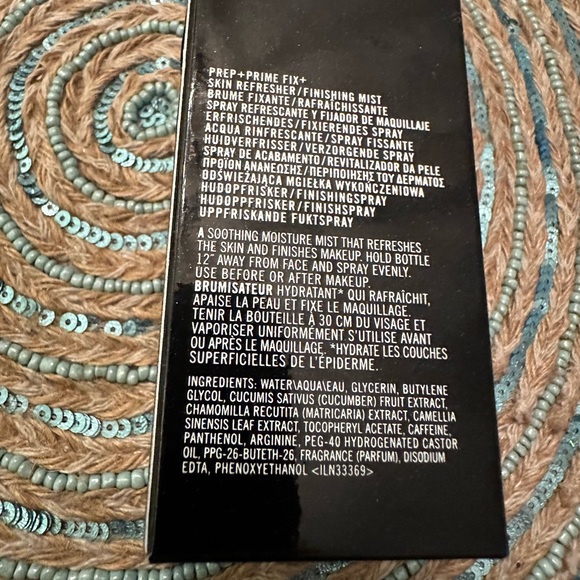 PREP+PRIME FIX+
SKIN REFRESHER/FINISHING MIST
BRUME FIXANTE/RAFRAÎCHISSANTE
SPRAY REFRESCANTE Y FIJADOR DE MAQUILLAJE
ERFRISCHENDES/FIXIERENDES SPRAY
ACQUA RINFRESCANTE/SPRAY FISSANTE
HUIDVERFRISSER/VERZORGENDE SPRAY
SPRAY DE ACABAMENTO/REVITALIZADOR DA PELE
ΠΡΟΪΟΝ ΑΝΑΝΕΩΣΗΣ/ΠΕΡΙΠΟΙΗΣΗΣ ΤΟΥ ΔΕΡΜΑΤΟΣ
ODŚWIEŻAJĄCA MGIEŁKA WYKOŃCZENIOWA
HUDOPFRISKER/FINISHINGSPRAY
HUDOPPFRISKER/FINISHSPRAY
UPPFRISKANDE FUKTSPRAY
A SOOTHING MOISTURE MIST THAT REFRESHES
THE SKIN AND FINISHES MAKEUP. HOLD BOTTLE
12" AWAY FROM FACE AND SPRAY EVENLY.
USE BEFORE OR AFTER MAKEUP.
BRUMISATEUR HYDRATANT* QUI RAFRAÎCHIT,
APAISE LA PEAU ET FIXE LE MAQUILLAGE.
TENIR LA BOUTEILLE À 30 CM DU VISAGE ET
VAPORISER UNIFORMÉMENT S'UTILISE AVANT
OU APRÈS LE MAQUILLAGE. *HYDRATE LES COUCHES
SUPERFICIELLES DE L'ÉPIDERME.
INGREDIENTS: WATER\AQUA\EAU, GLYCERIN, BUTYLENE
GLYCOL, CUCUMIS SATIVUS (CUCUMBER) FRUIT EXTRACT,
CHAMOMILLA RECUTITA (MATRICARIA) EXTRACT, CAMELLIA
SINENSIS LEAF EXTRACT, TOCOPHERYL ACETATE, CAFFEINE,
PANTHENOL, ARGININE, PEG-40 HYDROGENATED CASTOR
OIL, PPG-26-BUTETH-26, FRAGRANCE (PARFUM), DISODIUM
EDTA, PHENOXYETHANOL <ILN33369>